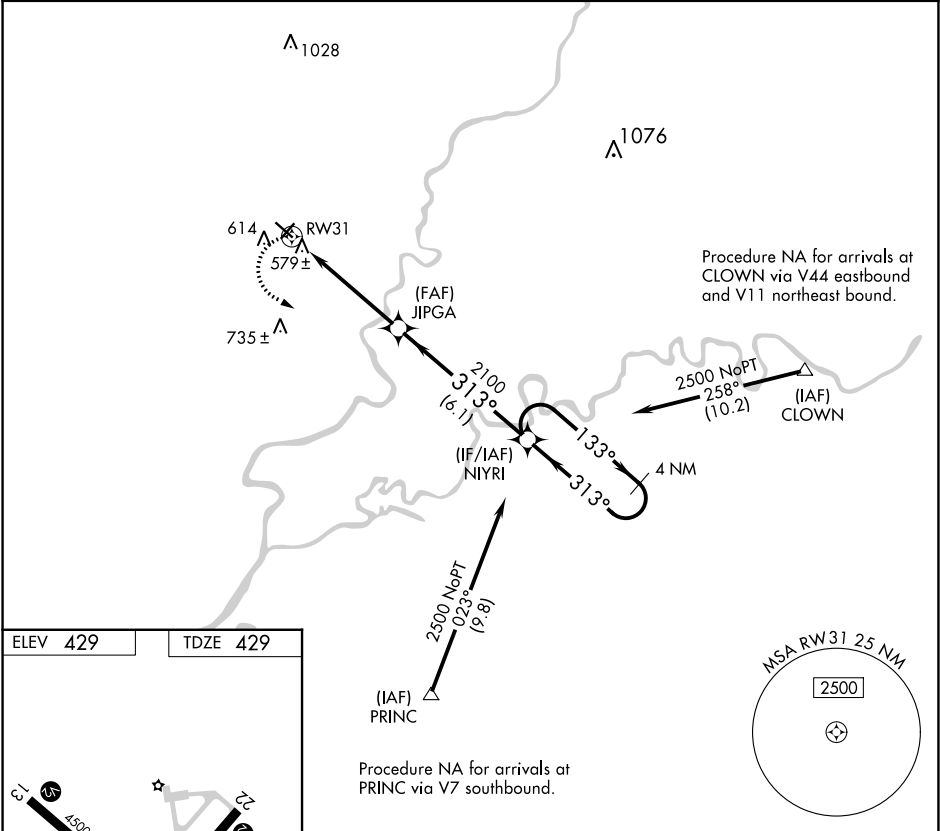 1028
1076
614
RW31
579 ±
735 ±
Procedure NA for arrivals at
CLOWN via V44 eastbound
and V11 northeast bound.
(FAF)
JIPGA
2100
313°
(6.1)
2500 NoPT
258°
(10.2)
(IAF)
CLOWN
(IF/IAF)
NIYRI
133°
313°
4 NM
2500 NoPT
023°
(9.8)
(IAF)
PRINC
Procedure NA for arrivals at
PRINC via V7 southbound.
MSA RW31 25 NM
2500
ELEV 429
TDZE 429
13
V5
4500
22